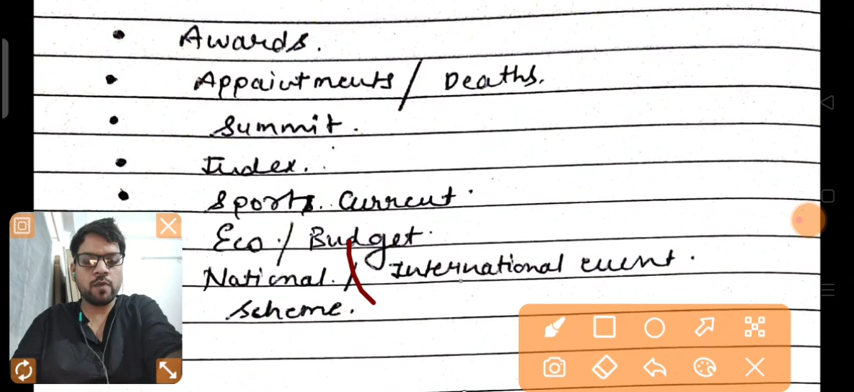 Awards.
Appointments / Deaths.
Summit.
Index.
Sports. Current.
Eco. / Budget.
National. / International event.
Scheme.